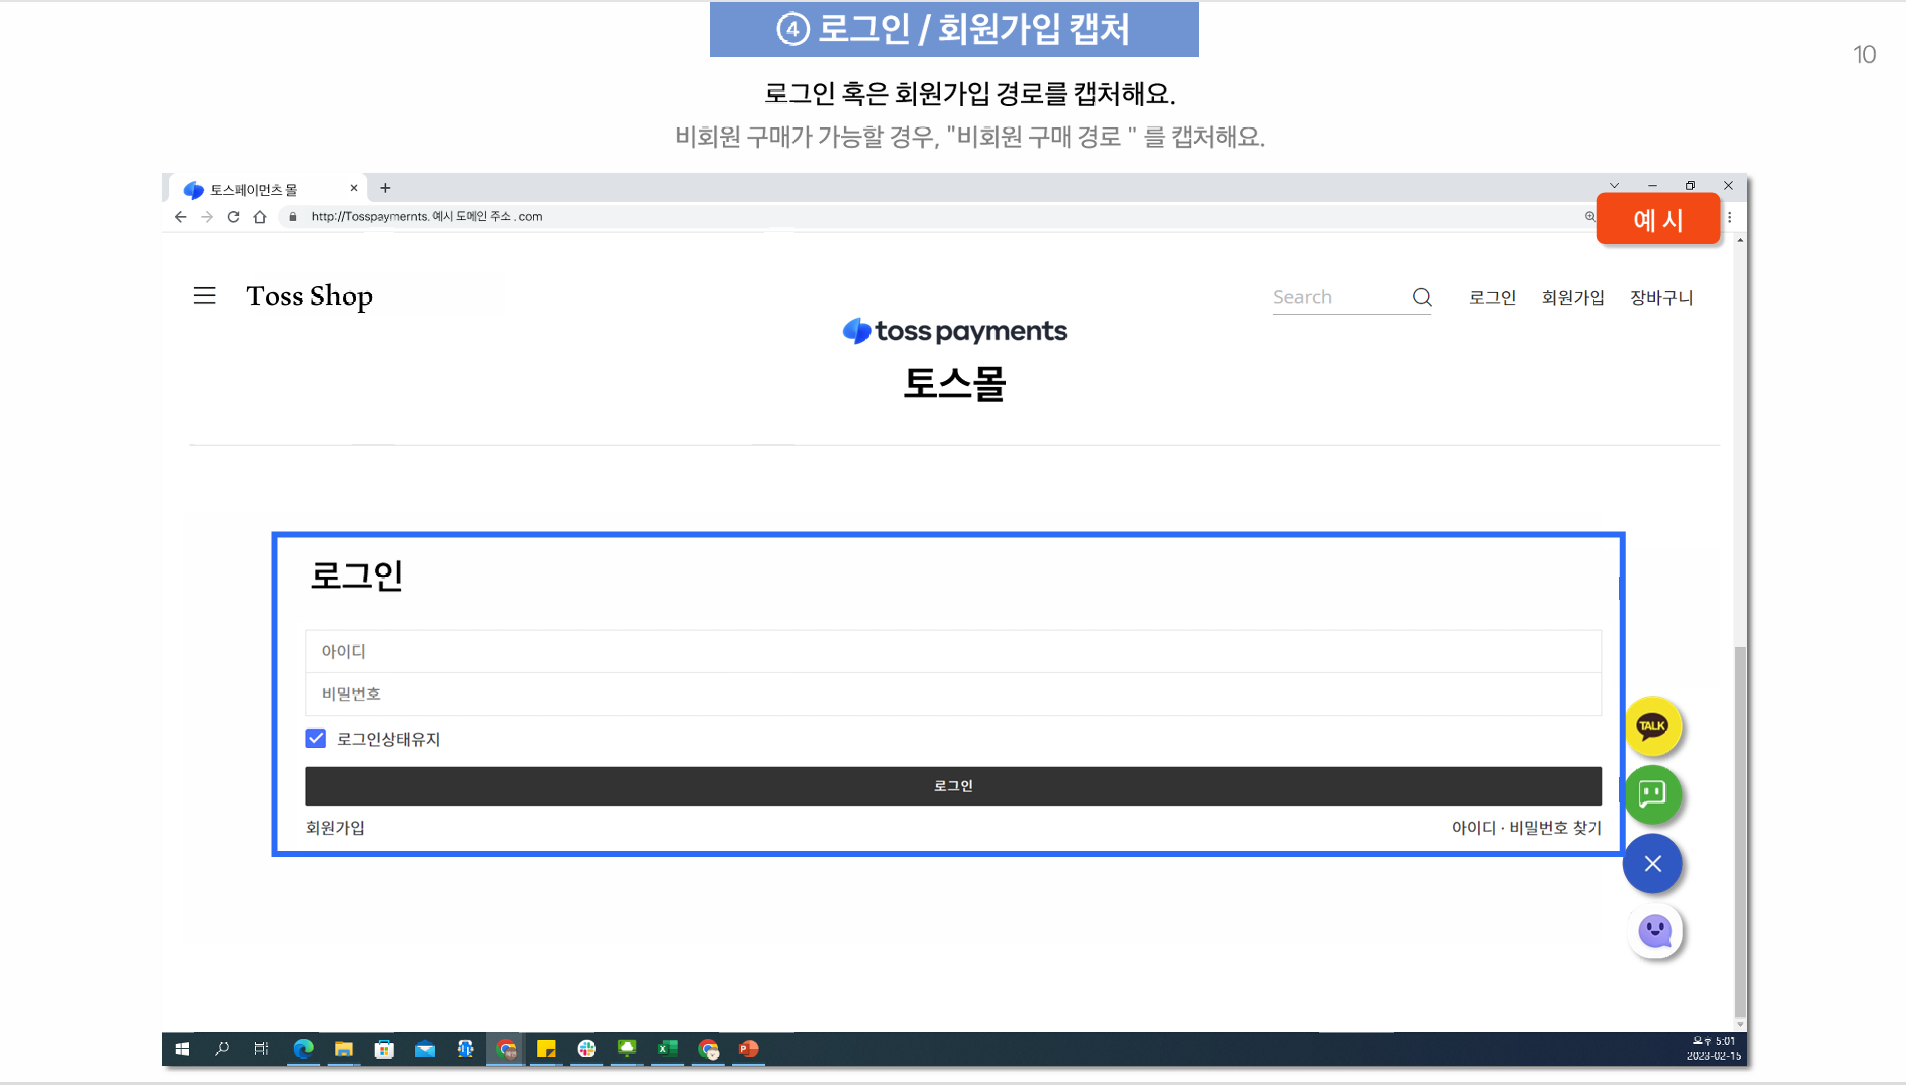 ④ 로그인 / 회원가입 캡처
10
로그인 혹은 회원가입 경로를 캡처해요.
비회원 구매가 가능할 경우, "비회원 구매 경로 " 를 캡처해요.
토스페이먼츠 몰
http://Tosspaymernts. 예시 도메인 주소 . com
예 시
Toss Shop
Search
로그인 회원가입 장바구니
toss payments
토스몰
로그인
아이디
비밀번호
로그인상태유지
로그인
회원가입
아이디 · 비밀번호 찾기
TALK
5:01
2023-02-15